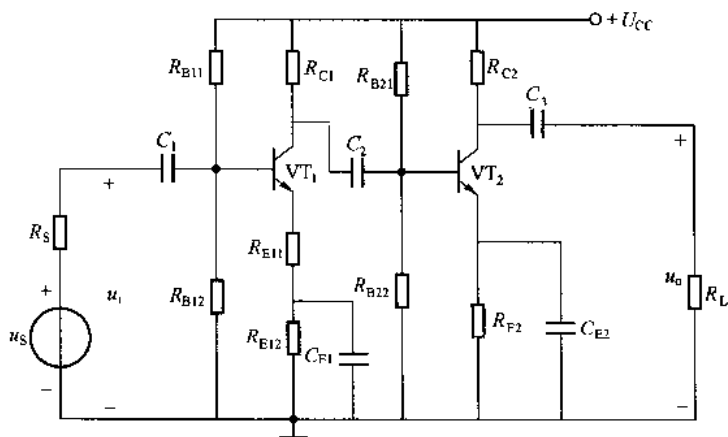 + U_CC
R_B11
R_C1
R_B21
R_C2
C_3
C_1
C_2
+
VT_1
VT_2
+
R_S
R_E11
+
u_i
R_B12
R_B22
u_o
R_L
u_S
R_E12
C_E1
R_E2
C_E2
−
−
−